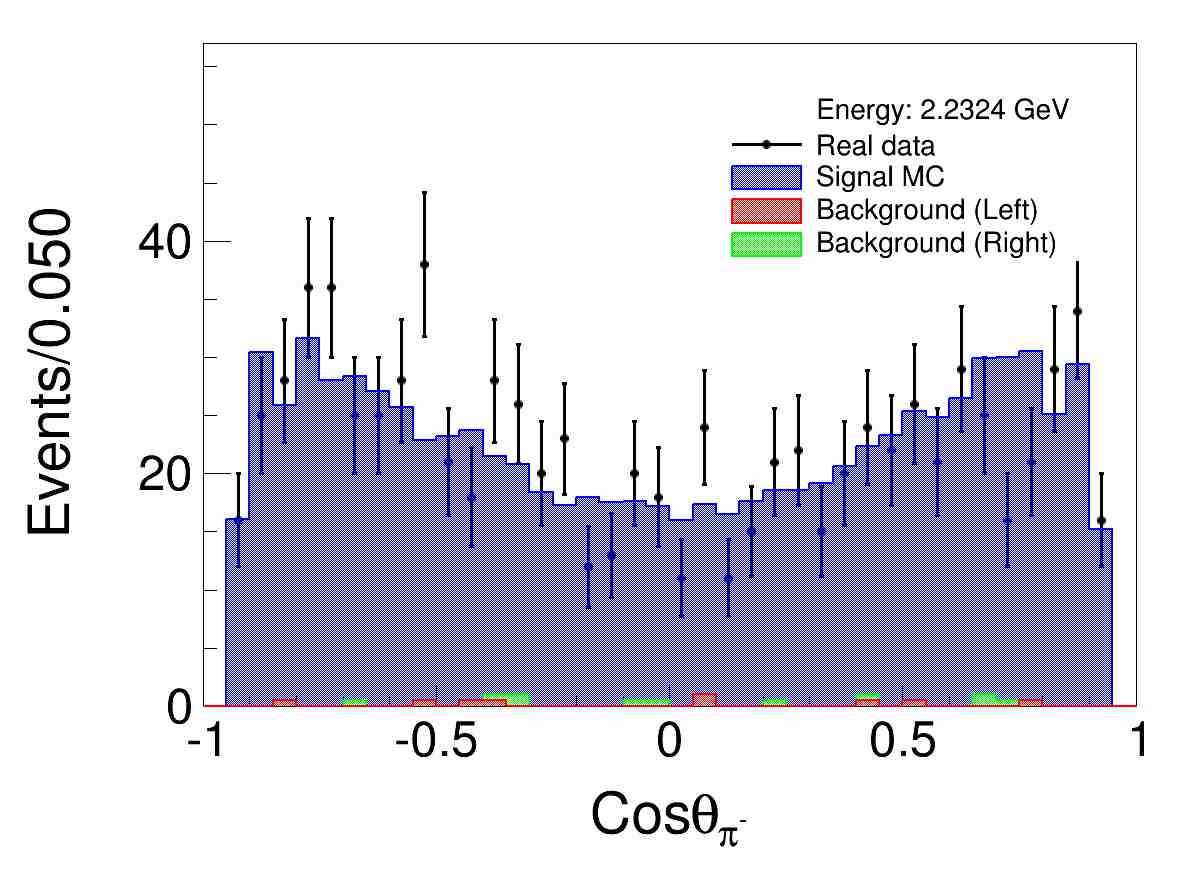 Energy: 2.2324 GeV
Real data
Signal MC
Background (Left)
Background (Right)
Events/0.050
40
20
0
-1
-0.5
0
0.5
1
Cosθπ-